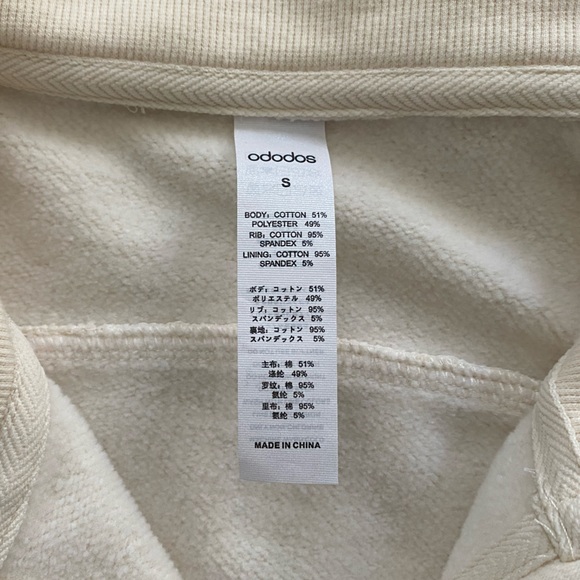 ododos
S
BODY: COTTON 51%
POLYESTER 49%
RIB: COTTON 95%
SPANDEX 5%
LINING: COTTON 95%
SPANDEX 5%
ボデ：コットン 51%
ポリエステル 49%
リブ：コットン 95%
スパンデックス 5%
裏地：コットン 95%
スパンデックス 5%
主布：棉 51%
涤纶 49%
罗纹：棉 95%
氨纶 5%
里布：棉 95%
氨纶 5%
MADE IN CHINA